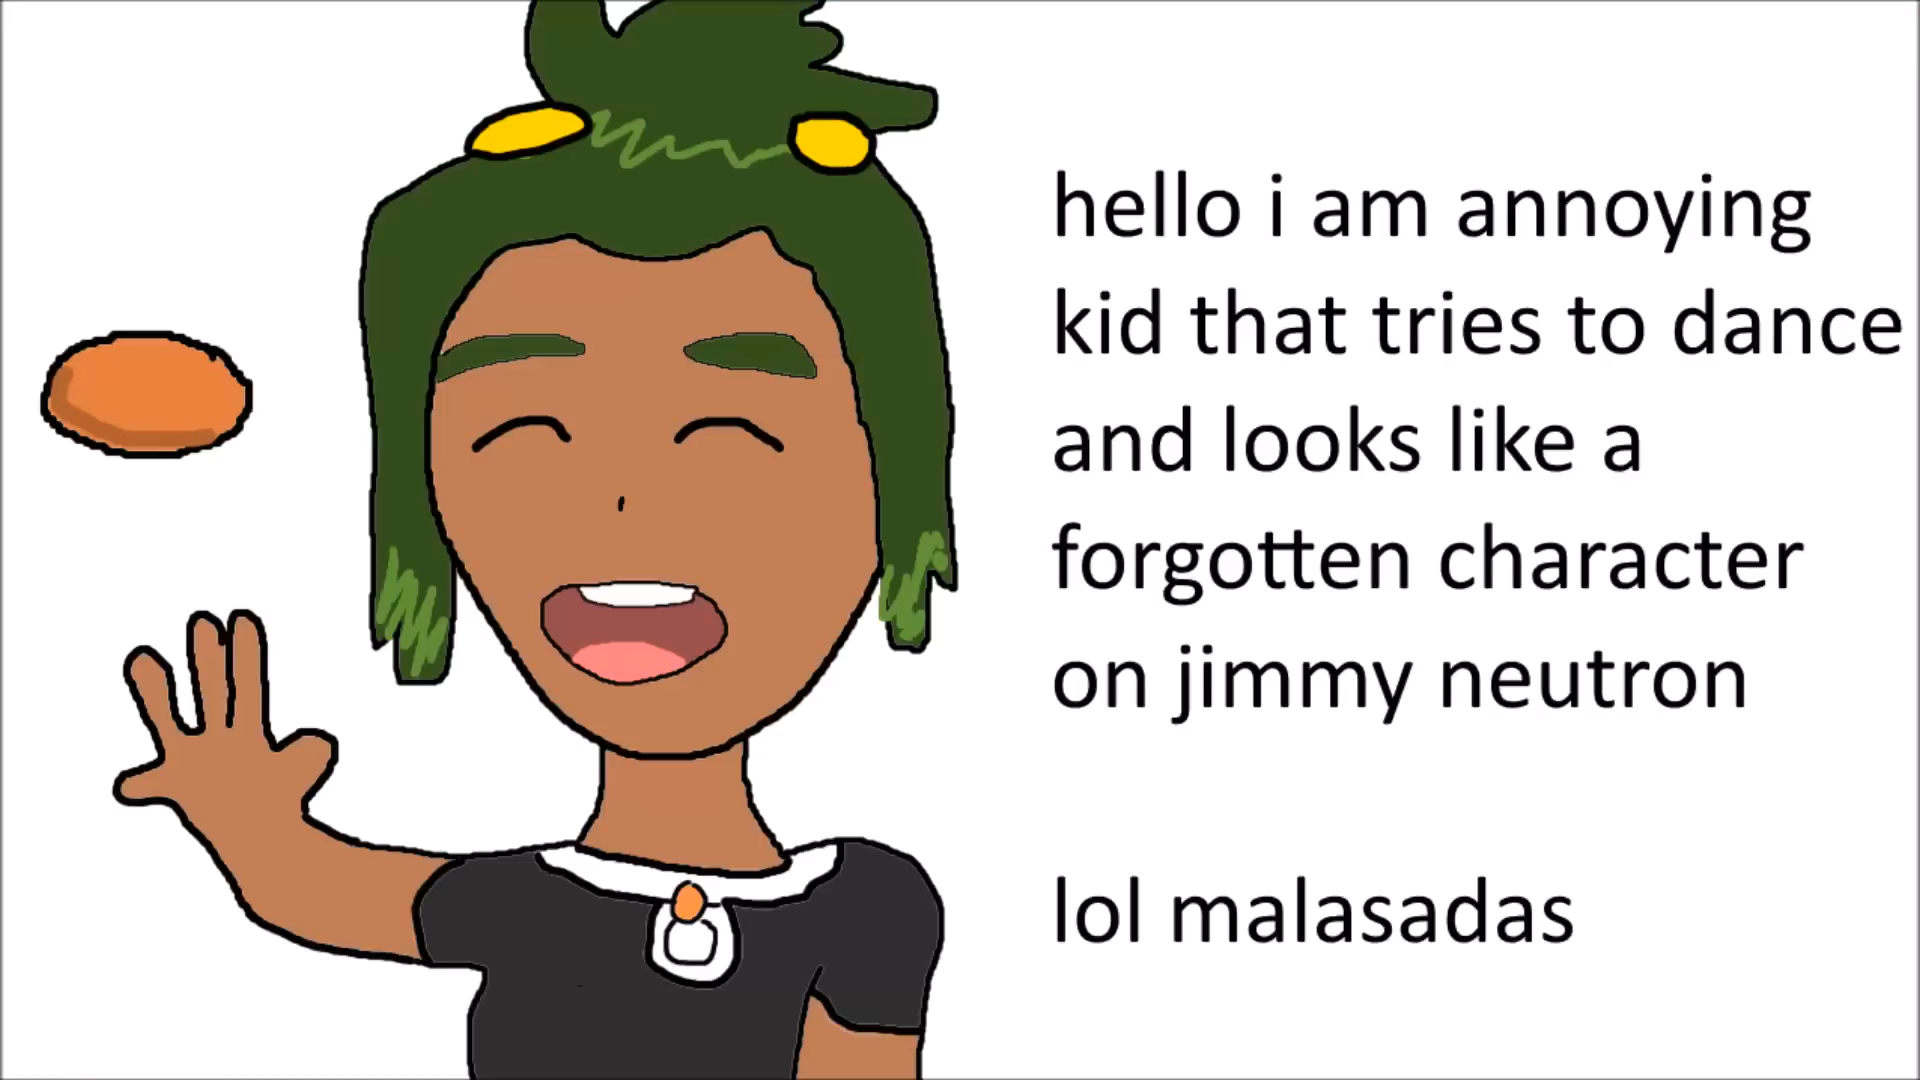 hello i am annoying
kid that tries to dance
and looks like a
forgotten character
on jimmy neutron
lol malasadas